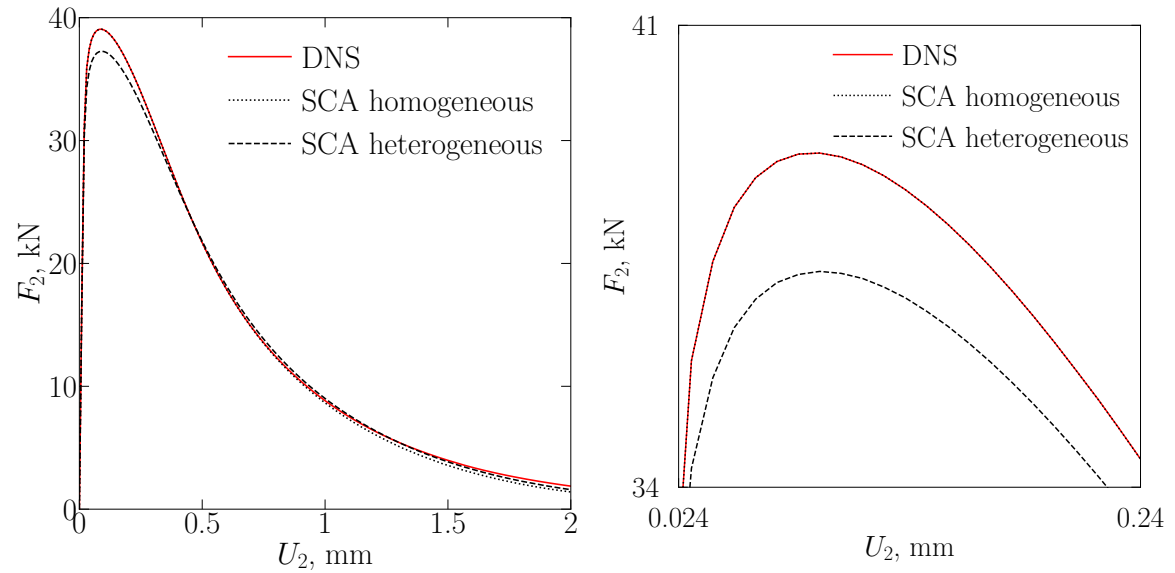 40
30
20
10
0
F₂, kN
DNS
SCA homogeneous
SCA heterogeneous
0 0.5 1 1.5 2
U₂, mm
41
34
F₂, kN
DNS
SCA homogeneous
SCA heterogeneous
0.024 0.24
U₂, mm